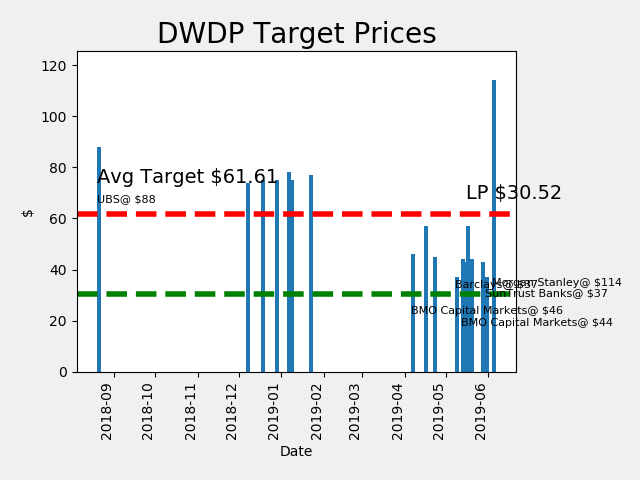 DWDP Target Prices
120
100
80
60
40
20
0
$
Avg Target $61.61
UBS@ $88
LP $30.52
Morgan Stanley@ $114
Barclays@ $37
SunTrust Banks@ $37
BMO Capital Markets@ $46
BMO Capital Markets@ $44
2018-09
2018-10
2018-11
2018-12
2019-01
2019-02
2019-03
2019-04
2019-05
2019-06
Date